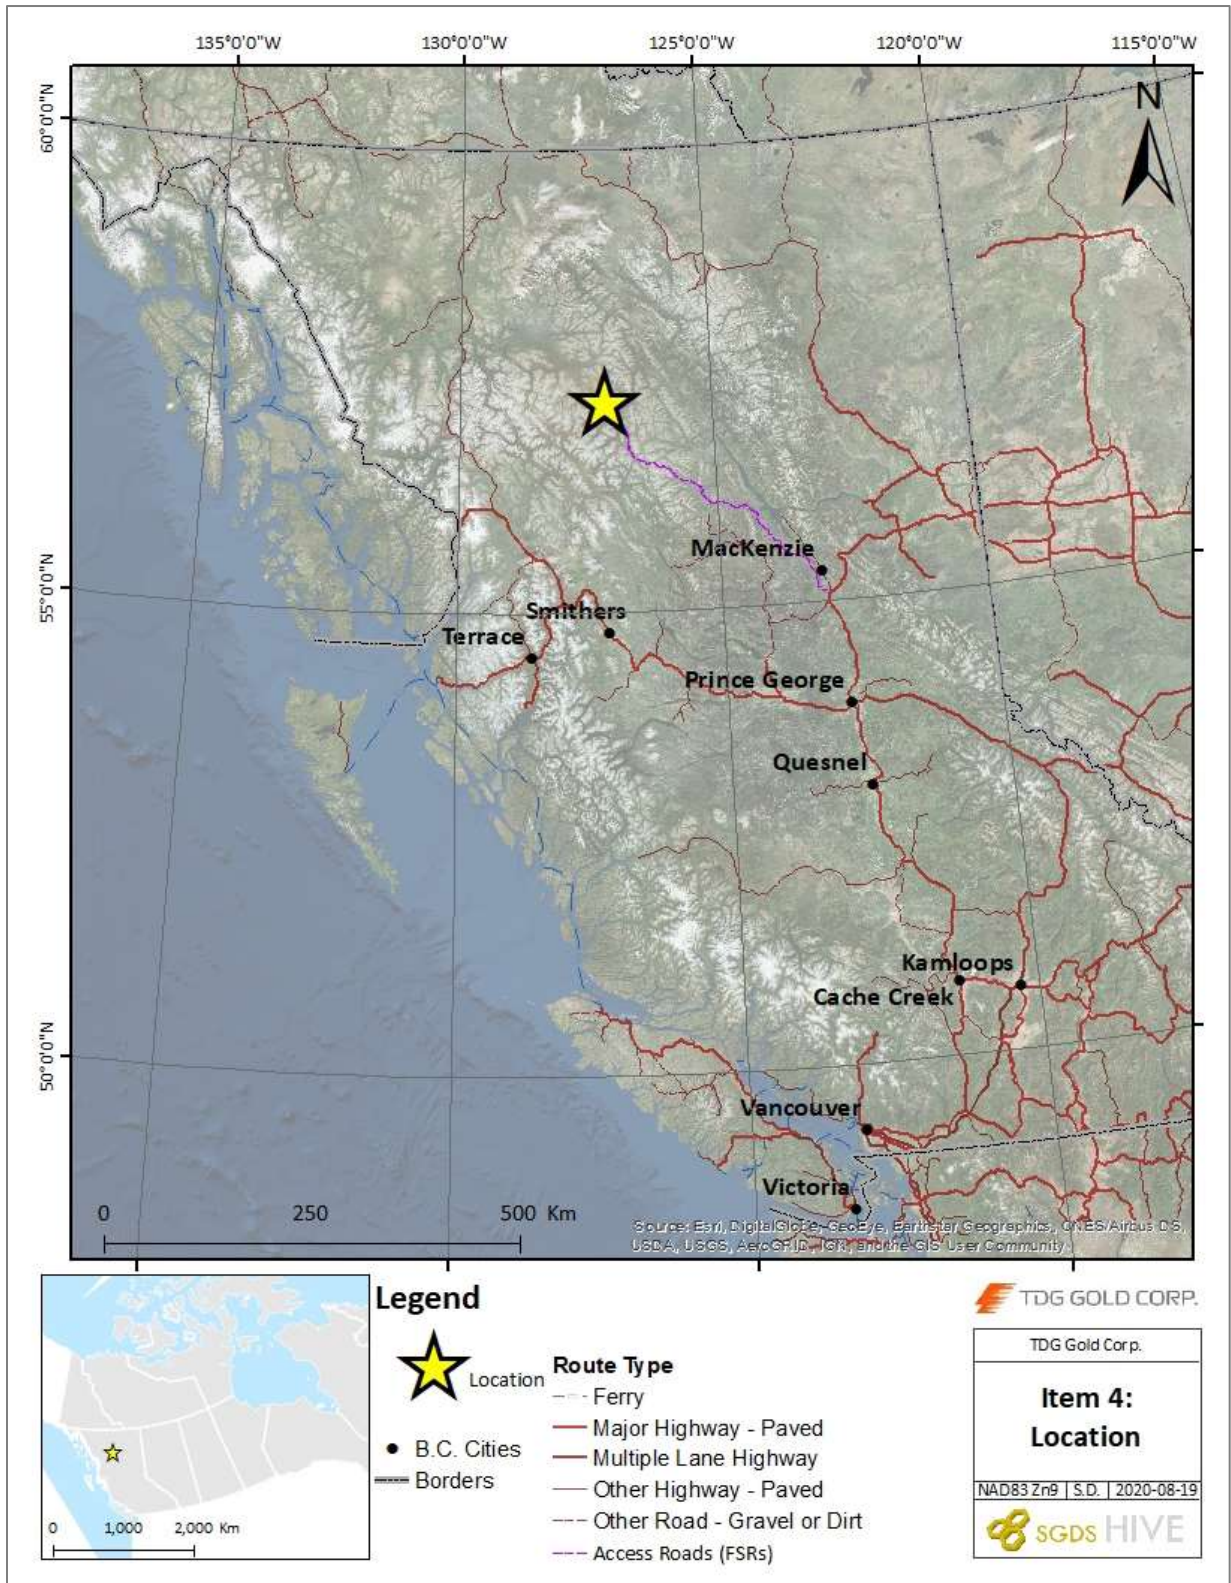 135°0'0"W 130°0'0"W 125°0'0"W 120°0'0"W 115°0'0"W
60°0'0"N
N
MacKenzie
55°0'0"N
Smithers
Terrace
Prince George
Quesnel
Kamloops
Cache Creek
50°0'0"N
Vancouver
Victoria
0 250 500 Km
Source: Esri, DigitalGlobe, GeoEye, Earthstar Geographics, CNES/Airbus DS,
USDA, USGS, AeroGRID, IGN, and the GIS User Community
Legend
Location
B.C. Cities
Borders
Route Type
Ferry
Major Highway - Paved
Multiple Lane Highway
Other Highway - Paved
Other Road - Gravel or Dirt
Access Roads (FSRs)
0 1,000 2,000 Km
TDG GOLD CORP.
TDG Gold Corp.
Item 4:
Location
NAD83 Zn9 S.D. 2020-08-19
SGDS HIVE